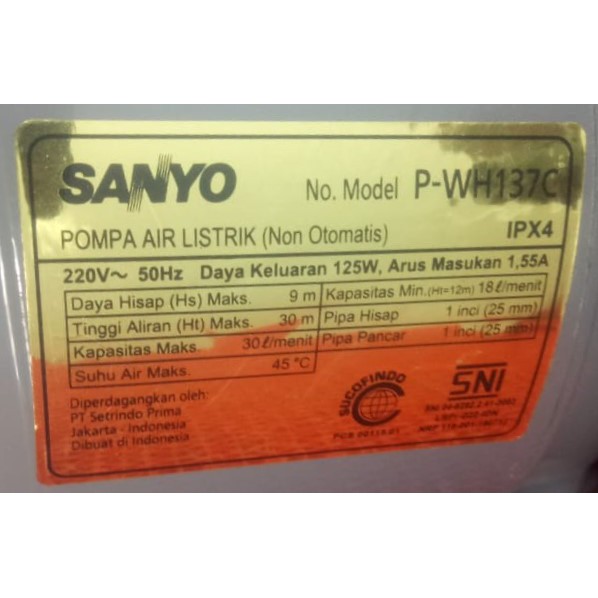 SANYO No. Model P-WH137C
POMPA AIR LISTRIK (Non Otomatis) IPX4
220V~ 50Hz Daya Keluaran 125W, Arus Masukan 1,55A
Daya Hisap (Hs) Maks. 9 m Kapasitas Min.(Ht=12m) 18ℓ/menit
Tinggi Aliran (Ht) Maks. 30 m Pipa Hisap 1 inci (25 mm)
Kapasitas Maks. 30ℓ/menit Pipa Pancar 1 inci (25 mm)
Suhu Air Maks. 45 °C
Diperdagangkan oleh:
PT Setrindo Prima
Jakarta - Indonesia
Dibuat di Indonesia
SUCOFINDO
SNI